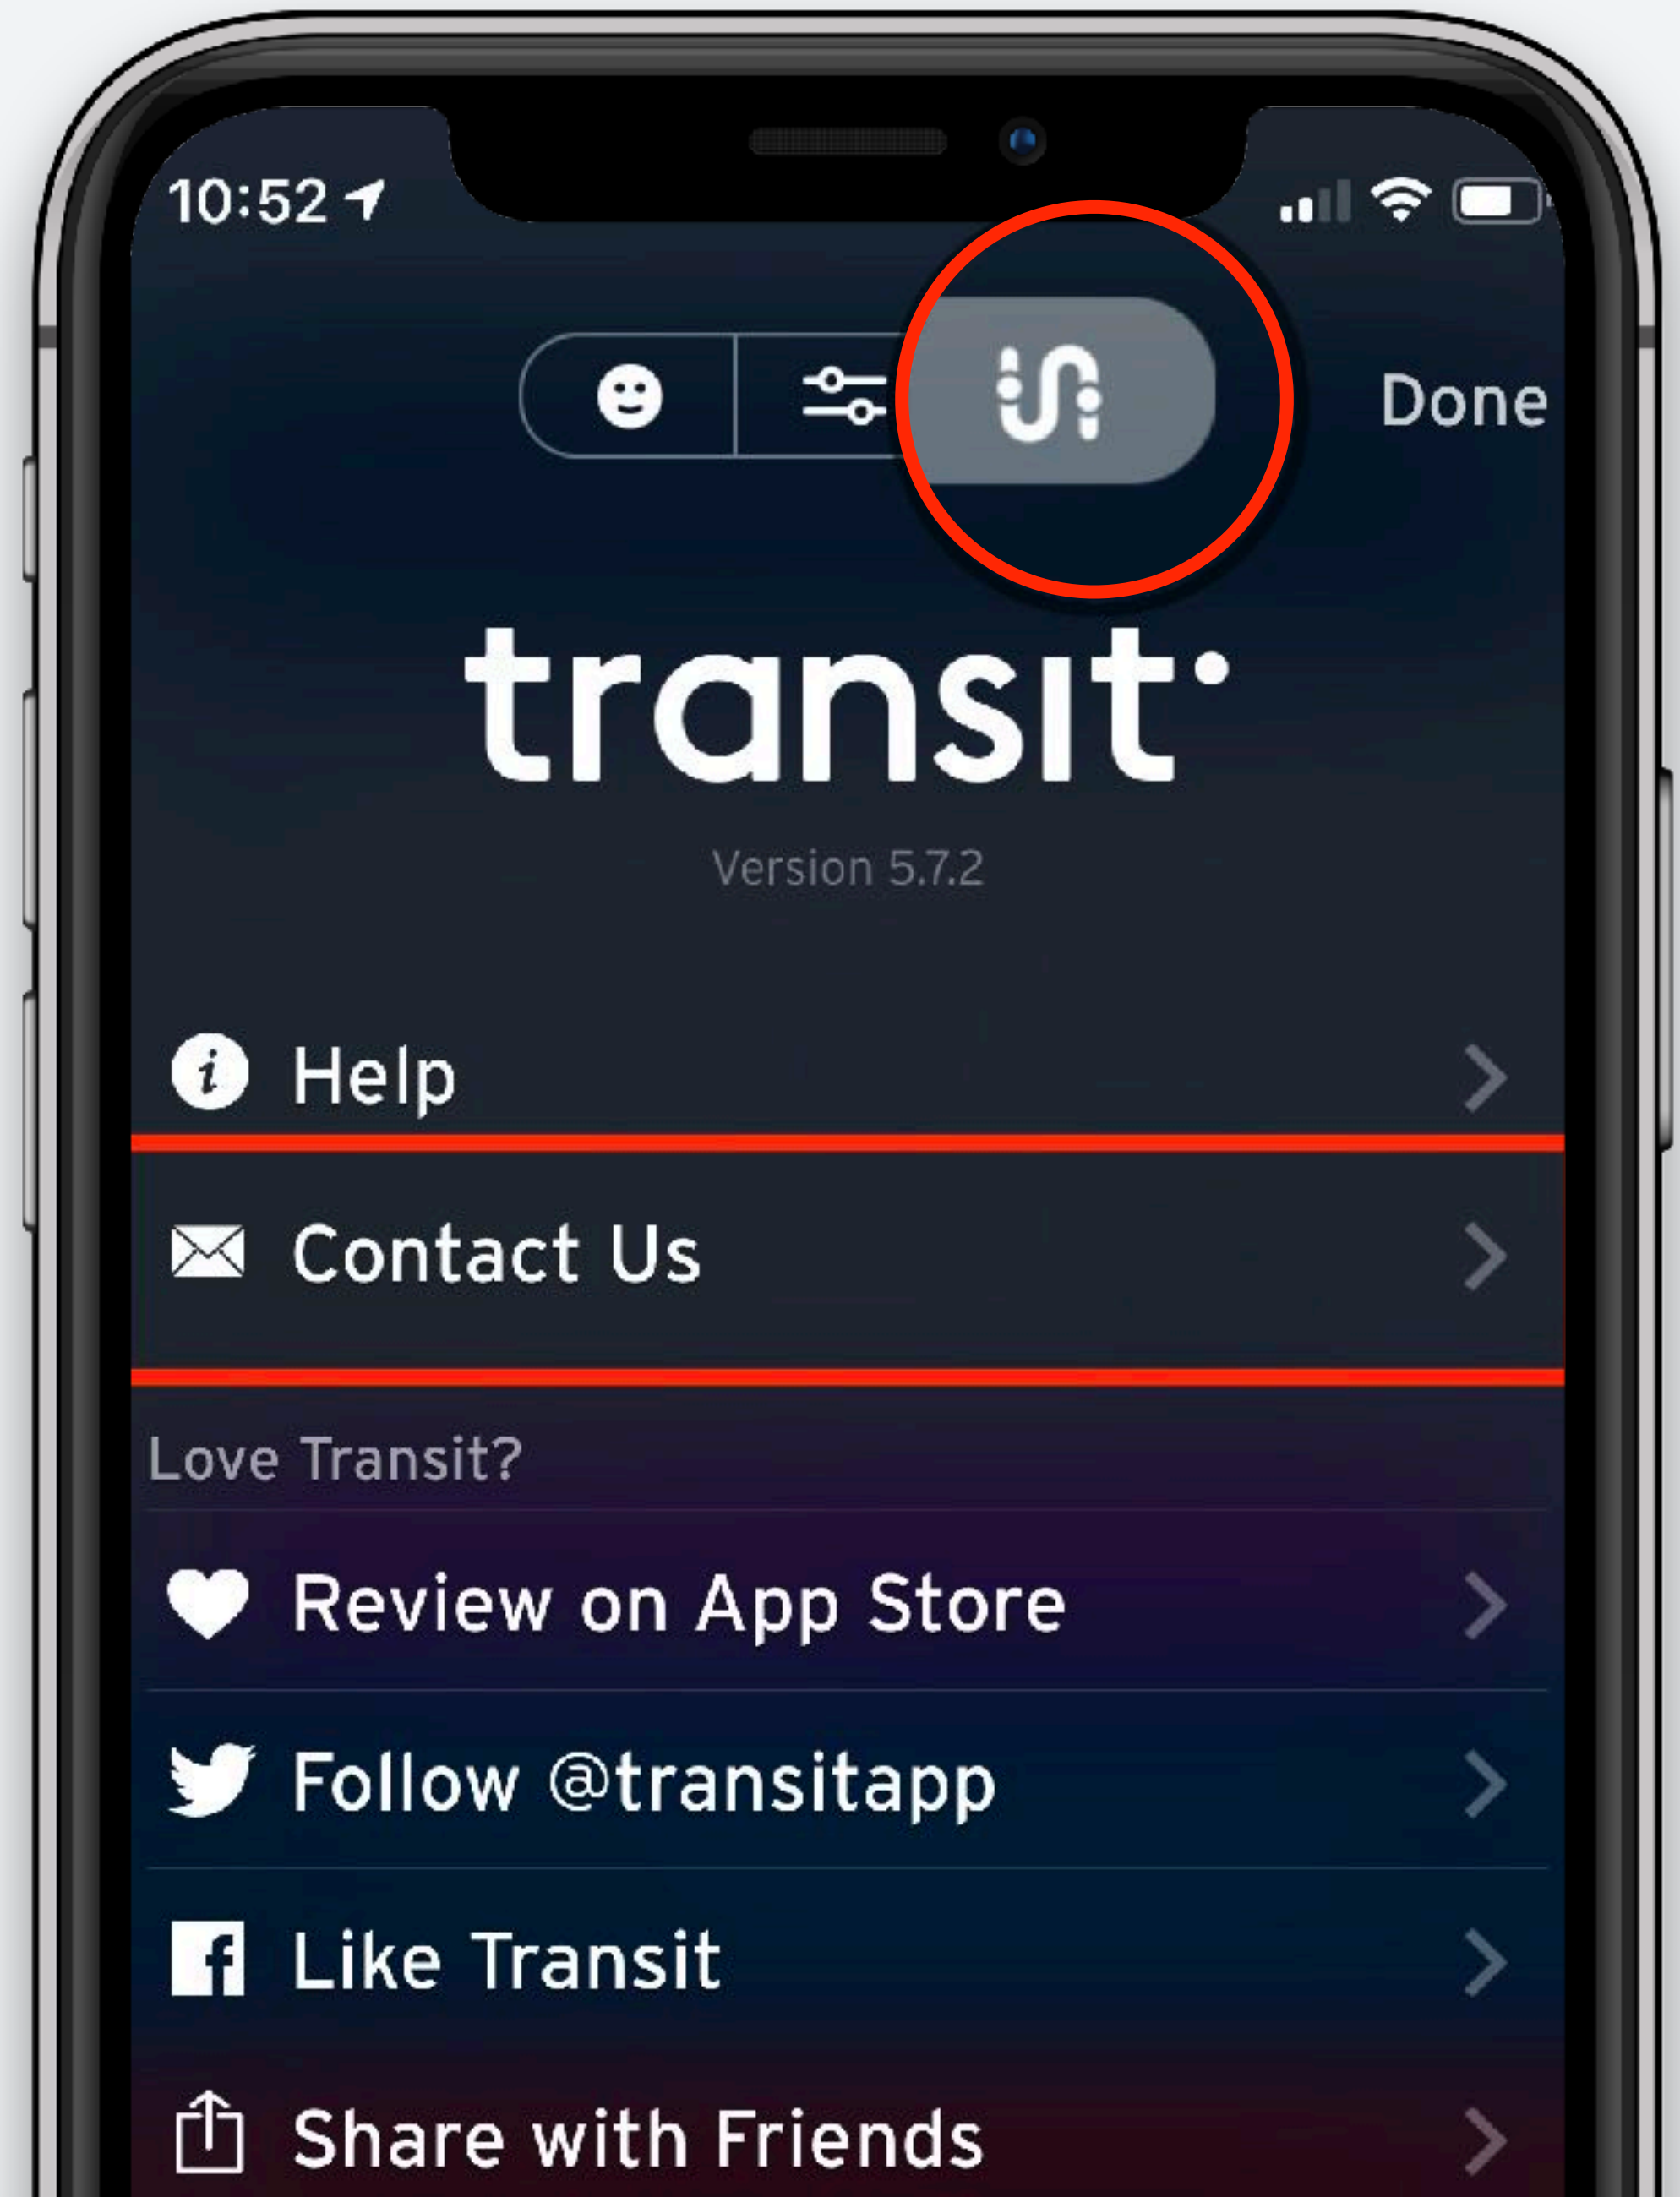 10:52
Done
transit
Version 5.7.2
Help
Contact Us
Love Transit?
Review on App Store
Follow @transitapp
Like Transit
Share with Friends